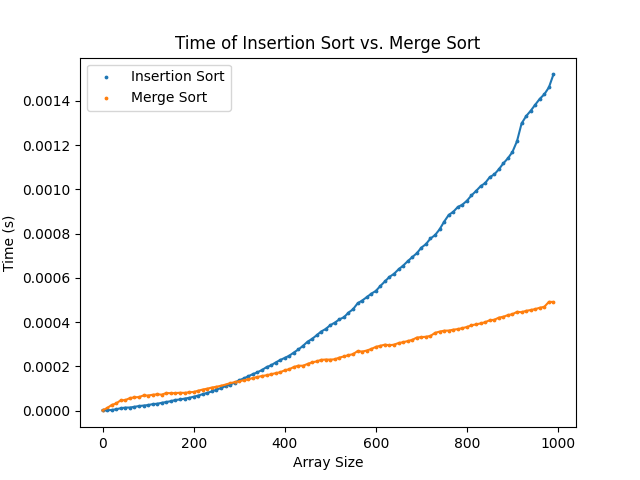 Time of Insertion Sort vs. Merge Sort
Insertion Sort
Merge Sort
0.0014
0.0012
0.0010
0.0008
0.0006
0.0004
0.0002
0.0000
Time (s)
0 200 400 600 800 1000
Array Size